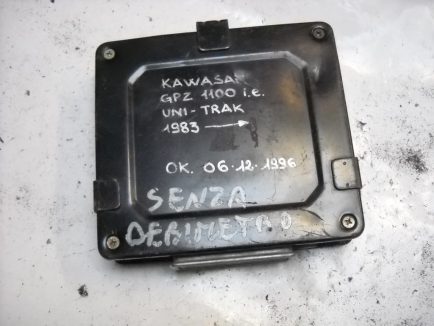 KAWASAKI
GPZ 1100 i.e.
UNI-TRAK
1983 →
OK. 06-12-1996
SENZA
DEBIMETRO